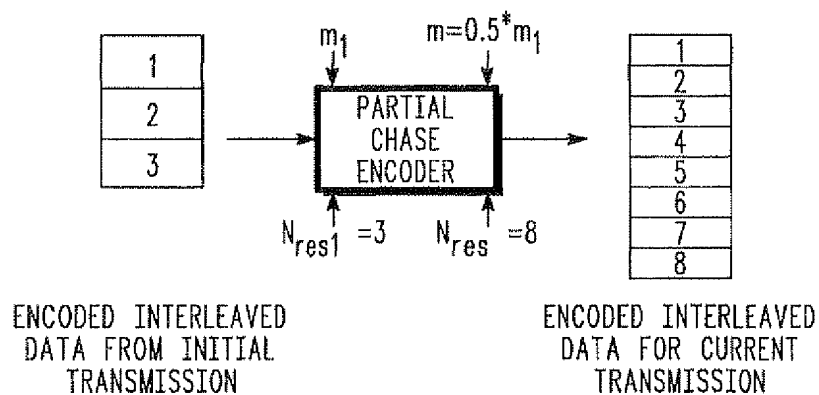 1
2
3
m1
m=0.5*m1
PARTIAL
CHASE
ENCODER
Nres1 =3
Nres =8
1
2
3
4
5
6
7
8
ENCODED INTERLEAVED
DATA FROM INITIAL
TRANSMISSION
ENCODED INTERLEAVED
DATA FOR CURRENT
TRANSMISSION